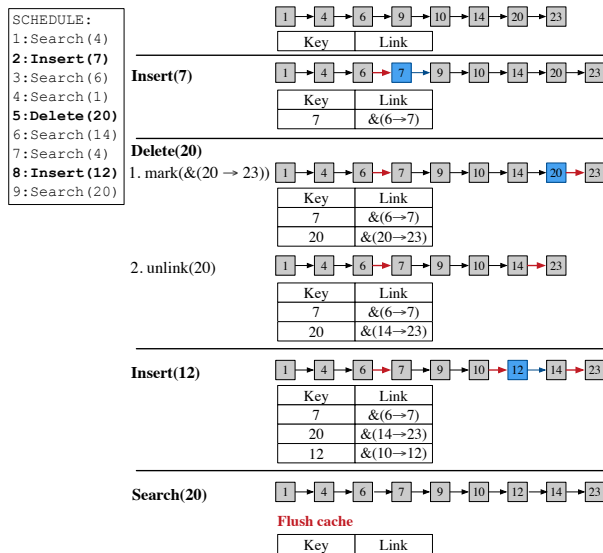 SCHEDULE:
1:Search(4)
2:Insert(7)
3:Search(6)
4:Search(1)
5:Delete(20)
6:Search(14)
7:Search(4)
8:Insert(12)
9:Search(20)
1 4 6 9 10 14 20 23
Key Link
Insert(7)
1 4 6 7 9 10 14 20 23
Key Link
7 &(6→7)
Delete(20)
1. mark(&(20 → 23))
1 4 6 7 9 10 14 20 23
Key Link
7 &(6→7)
20 &(20→23)
2. unlink(20)
1 4 6 7 9 10 14 23
Key Link
7 &(6→7)
20 &(14→23)
Insert(12)
1 4 6 7 9 10 12 14 23
Key Link
7 &(6→7)
20 &(14→23)
12 &(10→12)
Search(20)
1 4 6 7 9 10 12 14 23
Flush cache
Key Link